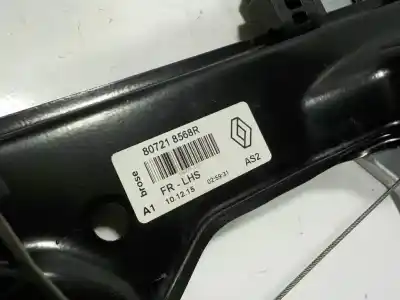 80721 8568R
brose
FR - LHS
A1 10.12.15 02:59:31 AS2